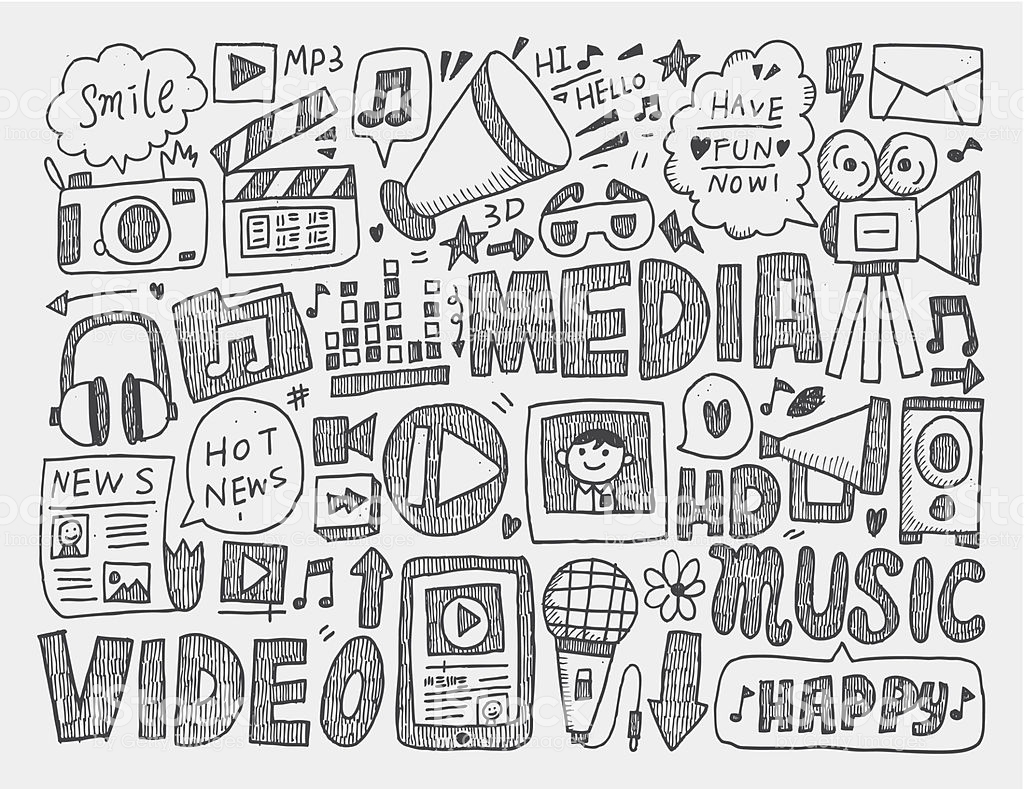 Smile
MP3
HI
HELLO
HAVE
FUN
NOW!
3D
MEDIA
#
HOT
NEWS
!
NEWS
HD
MUSIC
VIDEO
HAPPY
iStock
by Getty Images